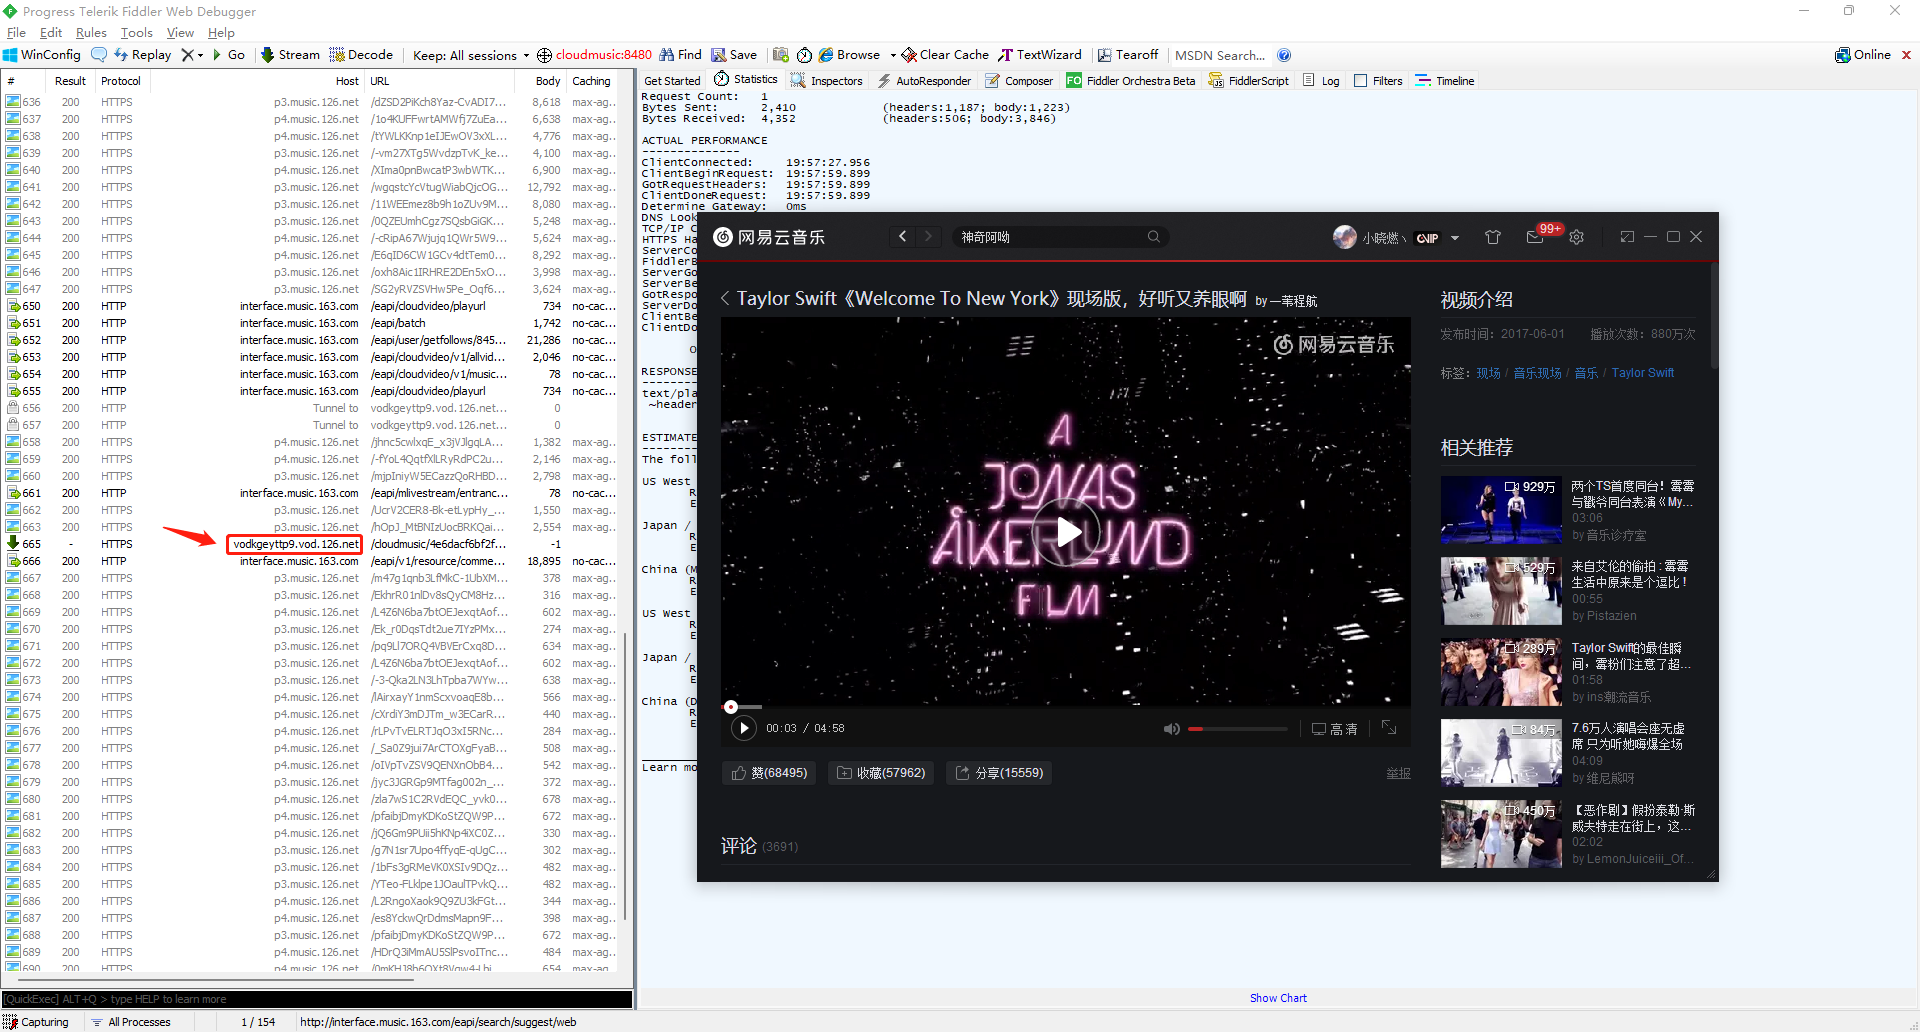 Progress Telerik Fiddler Web Debugger
File Edit Rules Tools View Help
WinConfig Replay Go Stream Decode Keep: All sessions cloudmusic:8480 Find Save Browse Clear Cache TextWizard Tearoff MSDN Search... Online
# Result Protocol Host URL Body Caching
Get Started Statistics Inspectors AutoResponder Composer Fiddler Orchestra Beta FiddlerScript Log Filters Timeline
636 200 HTTPS p3.music.126.net /dZSD2PiKch8Yaz-CvADI7... 8,618 max-ag...
637 200 HTTPS p4.music.126.net /1o4KUFFwrtAMWfj7ZuEa... 6,638 max-ag...
638 200 HTTPS p4.music.126.net /tYWLKKnp1eIJEwOV3xXL... 4,776 max-ag...
639 200 HTTPS p3.music.126.net /-vm27XTg5WvdzpTvK_ke... 4,100 max-ag...
640 200 HTTPS p4.music.126.net /XIma0pnBwcatP3wbWTK... 6,900 max-ag...
641 200 HTTPS p3.music.126.net /wgqstcYcVtugWiabQjcOG... 12,792 max-ag...
642 200 HTTPS p3.music.126.net /11WEEmez8b9h1oZUv9M... 8,080 max-ag...
643 200 HTTPS p3.music.126.net /0QZEUmhCgz7SQsbGiGK... 5,248 max-ag...
644 200 HTTPS p4.music.126.net /-cRipA67Wjujq1QWr5W9... 5,624 max-ag...
645 200 HTTPS p4.music.126.net /E6qID6CW1GCv4dtTem0... 8,292 max-ag...
646 200 HTTPS p3.music.126.net /oxh8Aic1IRHRE2DEn5xO... 3,998 max-ag...
647 200 HTTPS p3.music.126.net /SG2yRVZSVHw5Pe_Oqf6... 3,624 max-ag...
650 200 HTTP interface.music.163.com /eapi/cloudvideo/playurl 734 no-cac...
651 200 HTTP interface.music.163.com /eapi/batch 1,742 no-cac...
652 200 HTTP interface.music.163.com /eapi/user/getfollows/845... 21,286 no-cac...
653 200 HTTP interface.music.163.com /eapi/cloudvideo/v1/allvid... 2,046 no-cac...
654 200 HTTP interface.music.163.com /eapi/cloudvideo/v1/music... 78 no-cac...
655 200 HTTP interface.music.163.com /eapi/cloudvideo/playurl 734 no-cac...
656 200 HTTP Tunnel to vodkgeyttp9.vod.126.net... 0
657 200 HTTP Tunnel to vodkgeyttp9.vod.126.net... 0
658 200 HTTPS p4.music.126.net /jhnc5cwlxqE_x3jVJlgqLA... 1,382 max-ag...
659 200 HTTPS p4.music.126.net /-fYoL4QqtfXlLRyRdPC2u... 2,146 max-ag...
660 200 HTTPS p3.music.126.net /mjpIniyW5ECazzQoRHBD... 2,798 max-ag...
661 200 HTTP interface.music.163.com /eapi/mlivestream/entranc... 78 no-cac...
662 200 HTTPS p3.music.126.net /UcrV2CER8-Bk-etLypHy_... 1,550 max-ag...
663 200 HTTPS p3.music.126.net /hOpJ_MtBNIzUocBRKQai... 2,554 max-ag...
665 - HTTPS vodkgeyttp9.vod.126.net /cloudmusic/4e6dacf6bf2f... -1
666 200 HTTP interface.music.163.com /eapi/v1/resource/comme... 18,895 no-cac...
667 200 HTTPS p3.music.126.net /m47g1qnb3LfMkC-1UbXM... 378 max-ag...
668 200 HTTPS p3.music.126.net /EkhrR01nlDv8sQyCM8Hz... 316 max-ag...
669 200 HTTPS p4.music.126.net /L4Z6N6ba7btOEJexqtAof... 602 max-ag...
670 200 HTTPS p3.music.126.net /Ek_r0DqsTdt2ue7IYzPMx... 274 max-ag...
671 200 HTTPS p4.music.126.net /pq9Ll7ORQ4VBVErCxq8D... 634 max-ag...
672 200 HTTPS p4.music.126.net /L4Z6N6ba7btOEJexqtAof... 602 max-ag...
673 200 HTTPS p3.music.126.net /-3-Qka2LN3LhTpba7WYw... 638 max-ag...
674 200 HTTPS p4.music.126.net /lAirxayY1nmScxvoaqE8b... 566 max-ag...
675 200 HTTPS p4.music.126.net /cXrdiY3mDJTm_w3ECarR... 440 max-ag...
676 200 HTTPS p4.music.126.net /rLPvTvELRTJqO3xI5RNc... 284 max-ag...
677 200 HTTPS p4.music.126.net /_Sa0Z9jui7ArCTOXgFyaB... 508 max-ag...
678 200 HTTPS p4.music.126.net /oIVpTvZSV9QENXnObB4... 542 max-ag...
679 200 HTTPS p3.music.126.net /jyc3JGRGp9MTfag002n_... 372 max-ag...
680 200 HTTPS p4.music.126.net /zla7wS1C2RVdEQC_yvk0... 678 max-ag...
681 200 HTTPS p4.music.126.net /pfaibjDmyKDKoStZQW9P... 672 max-ag...
682 200 HTTPS p4.music.126.net /jQ6Gm9PUii5hKNp4iXC0Z... 330 max-ag...
683 200 HTTPS p3.music.126.net /g7N1sr7Upo4ffyqE-qUgC... 302 max-ag...
684 200 HTTPS p3.music.126.net /1bFs3gRMeVK0XSIv9DQz... 482 max-ag...
685 200 HTTPS p3.music.126.net /YTeo-FLklpe1JOaulTPvkQ... 482 max-ag...
686 200 HTTPS p4.music.126.net /L2RngoXaok9Q9ZU3kFGt... 344 max-ag...
687 200 HTTPS p4.music.126.net /es8YckwQrDdmsMapn9F... 398 max-ag...
688 200 HTTPS p3.music.126.net /pfaibjDmyKDKoStZQW9P... 672 max-ag...
689 200 HTTPS p4.music.126.net /HDrQ3iMmAU5SlPsvoITnc... 484 max-ag...
690 200 HTTPS p4.music.126.net 654 max-ag...
[QuickExec] ALT+Q > type HELP to learn more
Capturing All Processes 1 / 154 http://interface.music.163.com/eapi/search/suggest/web
Request Count: 1
Bytes Sent: 2,410 (headers:1,187; body:1,223)
Bytes Received: 4,352 (headers:506; body:3,846)
ACTUAL PERFORMANCE
--------------
ClientConnected: 19:57:27.956
ClientBeginRequest: 19:57:59.899
GotRequestHeaders: 19:57:59.899
ClientDoneRequest: 19:57:59.899
Determine Gateway: 0ms
DNS Look
TCP/IP C
HTTPS Ha
ServerCo
FiddlerB
ServerGo
ServerBe
GotRespo
ServerDo
ClientBe
ClientDo
O
RESPONSE
text/pla
~header
ESTIMATE
The foll
US West
R
E
Japan /
R
E
China (M
R
E
US West
R
E
Japan /
R
E
China (D
R
E
Learn mo
Show Chart
网易云音乐 神奇阿呦 小晓燃 VIP 99+
Taylor Swift《Welcome To New York》现场版，好听又养眼啊 by 一苇程航
网易云音乐
A
JONAS
ÅKERLUND
FILM
00:03 / 04:58 高清
赞(68495) 收藏(57962) 分享(15559) 举报
评论 (3691)
视频介绍
发布时间：2017-06-01 播放次数：880万次
标签：现场 / 音乐现场 / 音乐 / Taylor Swift
相关推荐
929万
两个TS首度同台！霉霉
与戳爷同台表演《My...
03:06
by 音乐诊疗室
529万
来自艾伦的偷拍：霉霉
生活中原来是个逗比！
00:55
by Pistazien
289万
Taylor Swift的最佳瞬
间，霉粉们注意了超...
01:58
by ins潮流音乐
84万
7.6万人演唱会座无虚
席 只为听她嗨爆全场
04:09
by 维尼熊呀
450万
【恶作剧】假扮泰勒·斯
威夫特走在街上，这...
02:02
by LemonJuiceiii_Of...